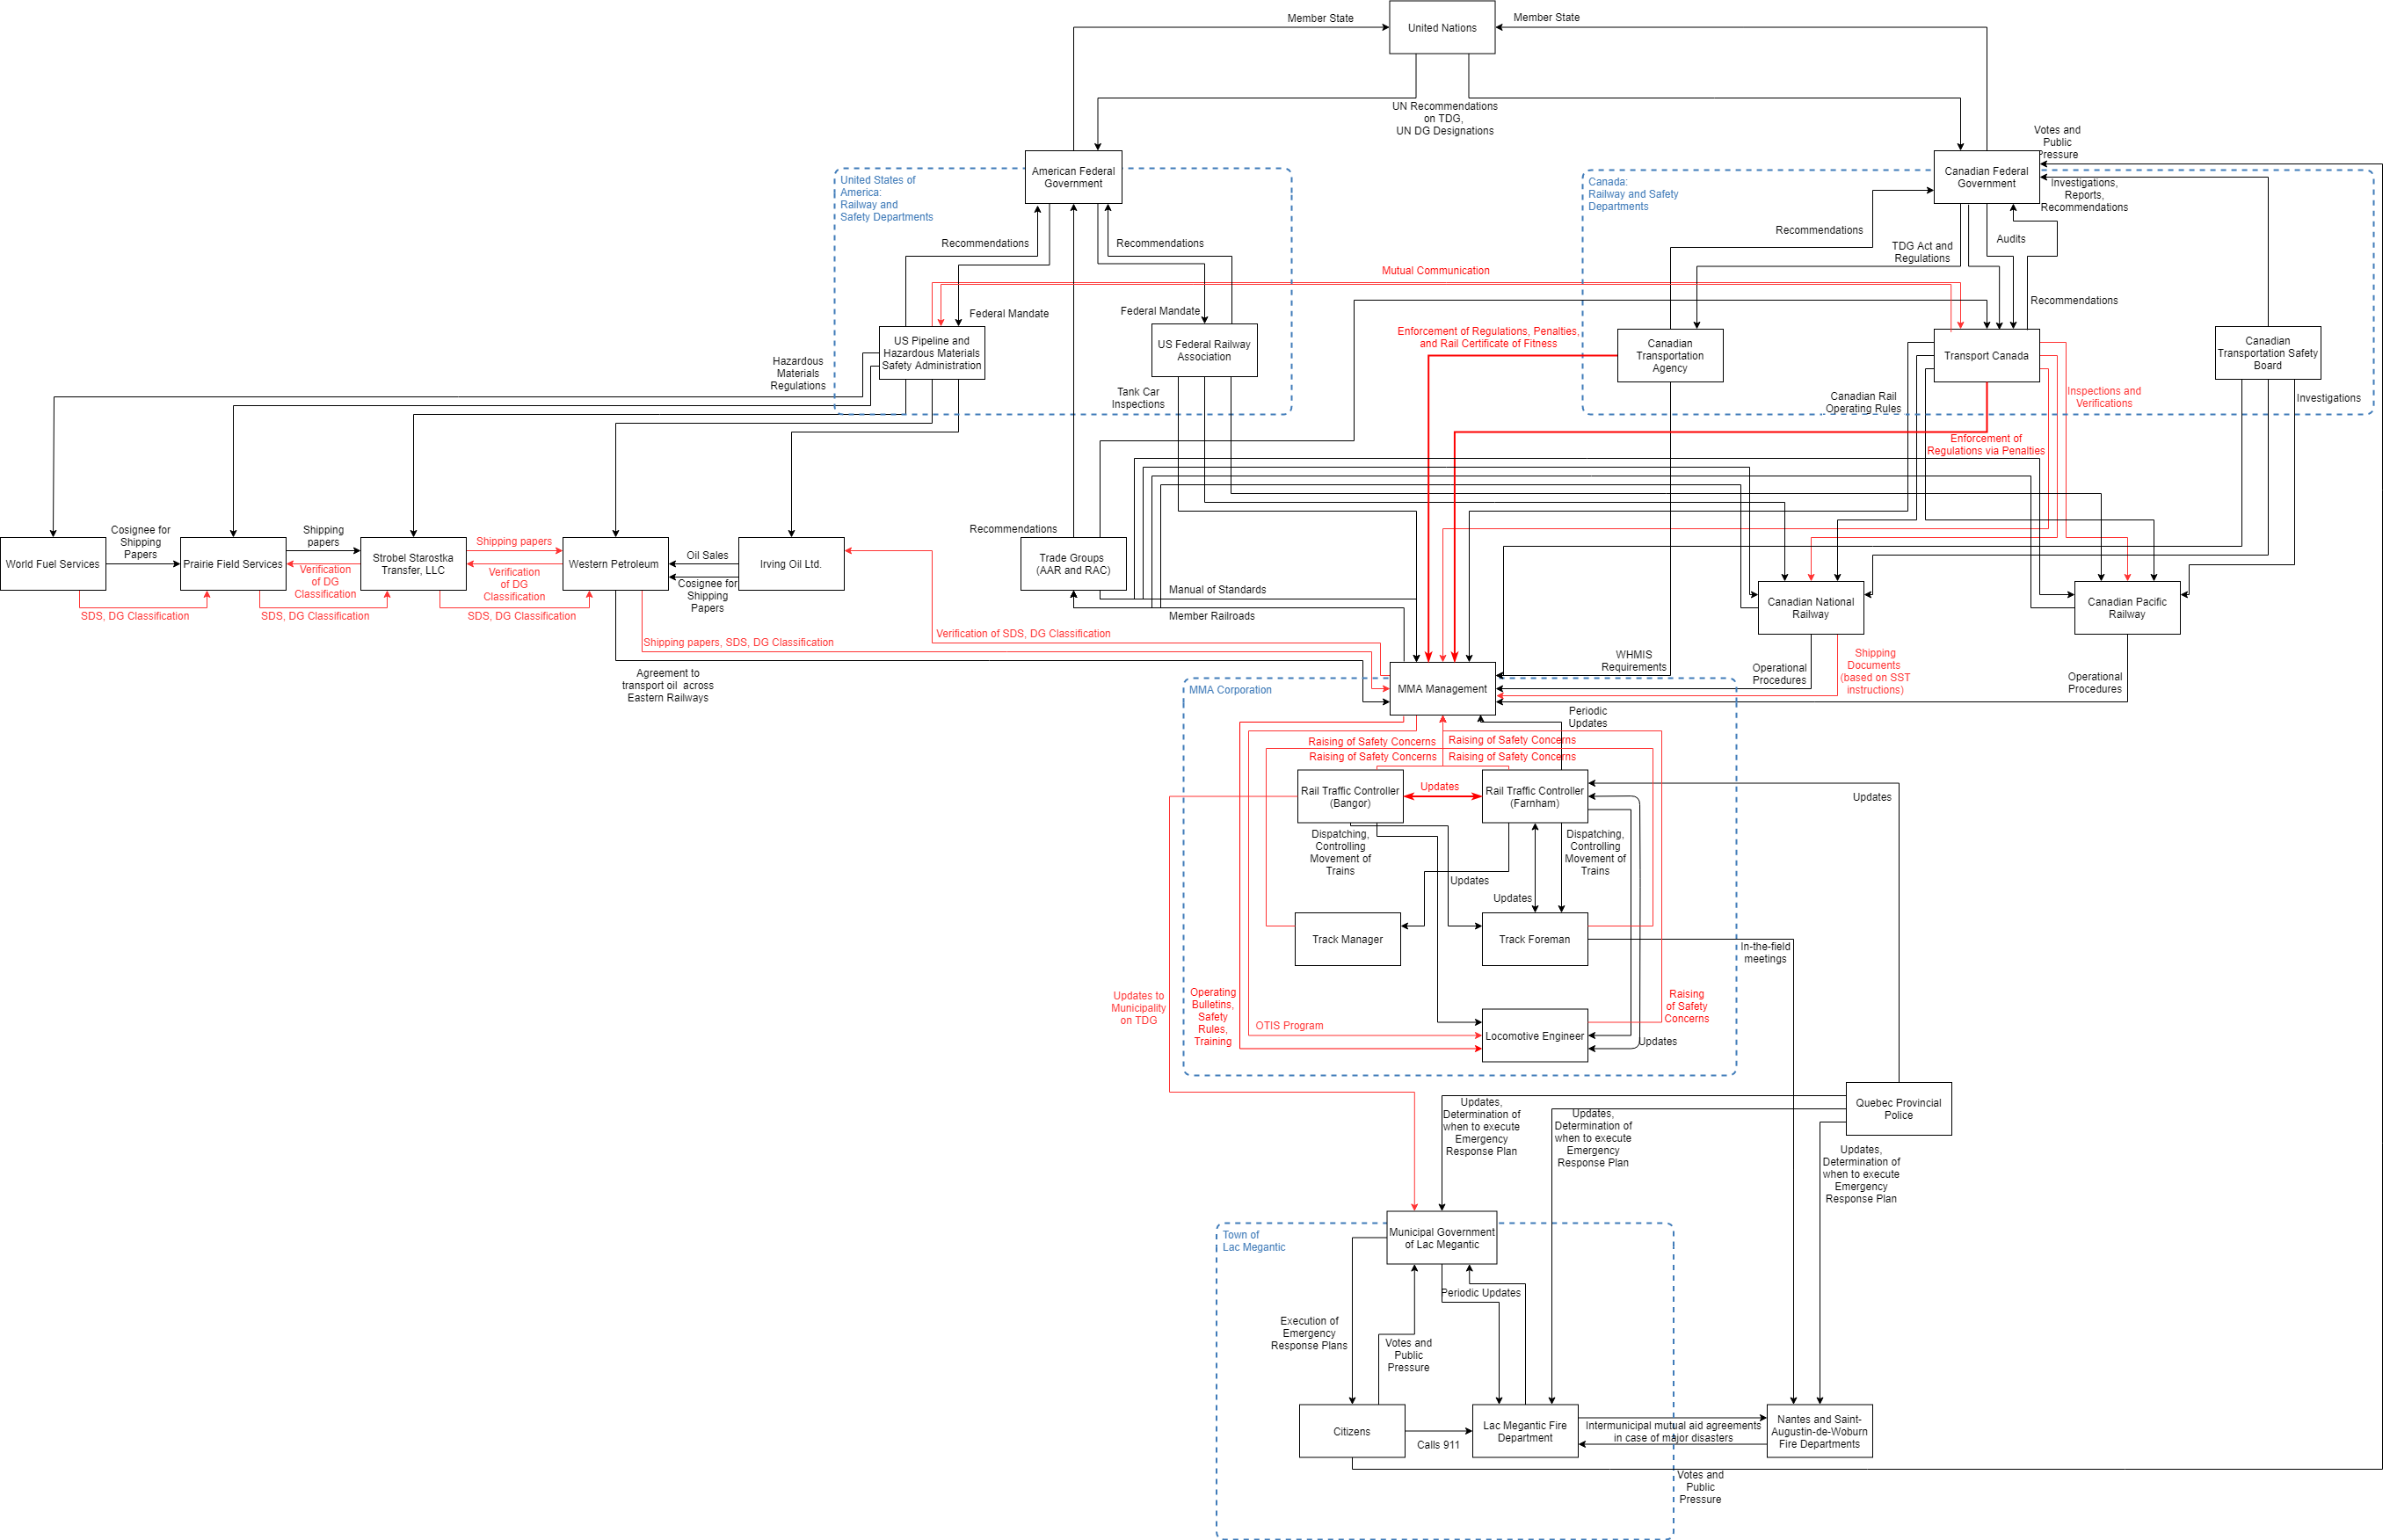 United Nations
Member State
Member State
UN Recommendations
on TDG,
UN DG Designations
Votes and
Public
Pressure
American Federal
Government
Canadian Federal
Government
United States of
America:
Railway and
Safety Departments
Canada:
Railway and Safety
Departments
Investigations,
Reports,
Recommendations
Recommendations
Recommendations
Recommendations
TDG Act and
Regulations
Audits
Mutual Communication
Recommendations
Federal Mandate
Federal Mandate
Enforcement of Regulations, Penalties,
and Rail Certificate of Fitness
US Pipeline and
Hazardous Materials
Safety Administration
US Federal Railway
Association
Canadian
Transportation
Agency
Transport Canada
Canadian
Transportation Safety
Board
Hazardous
Materials
Regulations
Tank Car
Inspections
Canadian Rail
Operating Rules
Inspections and
Verifications
Investigations
Enforcement of
Regulations via Penalties
World Fuel Services
Cosignee for
Shipping
Papers
Prairie Field Services
Shipping
papers
Verification
of DG
Classification
Strobel Starostka
Transfer, LLC
Shipping papers
Verification
of DG
Classification
Western Petroleum
Oil Sales
Cosignee for
Shipping
Papers
Irving Oil Ltd.
Recommendations
Trade Groups
(AAR and RAC)
Manual of Standards
Member Railroads
Canadian National
Railway
Canadian Pacific
Railway
SDS, DG Classification
SDS, DG Classification
SDS, DG Classification
Shipping papers, SDS, DG Classification
Verification of SDS, DG Classification
Agreement to
transport oil  across
Eastern Railways
WHMIS
Requirements
Operational
Procedures
Shipping
Documents
(based on SST
instructions)
Operational
Procedures
MMA Corporation
MMA Management
Periodic
Updates
Raising of Safety Concerns
Raising of Safety Concerns
Raising of Safety Concerns
Raising of Safety Concerns
Rail Traffic Controller
(Bangor)
Updates
Rail Traffic Controller
(Farnham)
Updates
Dispatching,
Controlling
Movement of
Trains
Dispatching,
Controlling
Movement of
Trains
Updates
Updates
Track Manager
Track Foreman
In-the-field
meetings
Updates to
Municipality
on TDG
Operating
Bulletins,
Safety
Rules,
Training
OTIS Program
Raising
of Safety
Concerns
Locomotive Engineer
Updates
Quebec Provincial
Police
Updates,
Determination of
when to execute
Emergency
Response Plan
Updates,
Determination of
when to execute
Emergency
Response Plan
Updates,
Determination of
when to execute
Emergency
Response Plan
Town of
Lac Megantic
Municipal Government
of Lac Megantic
Periodic Updates
Execution of
Emergency
Response Plans
Votes and
Public
Pressure
Citizens
Calls 911
Lac Megantic Fire
Department
Intermunicipal mutual aid agreements
in case of major disasters
Nantes and Saint-
Augustin-de-Woburn
Fire Departments
Votes and
Public
Pressure